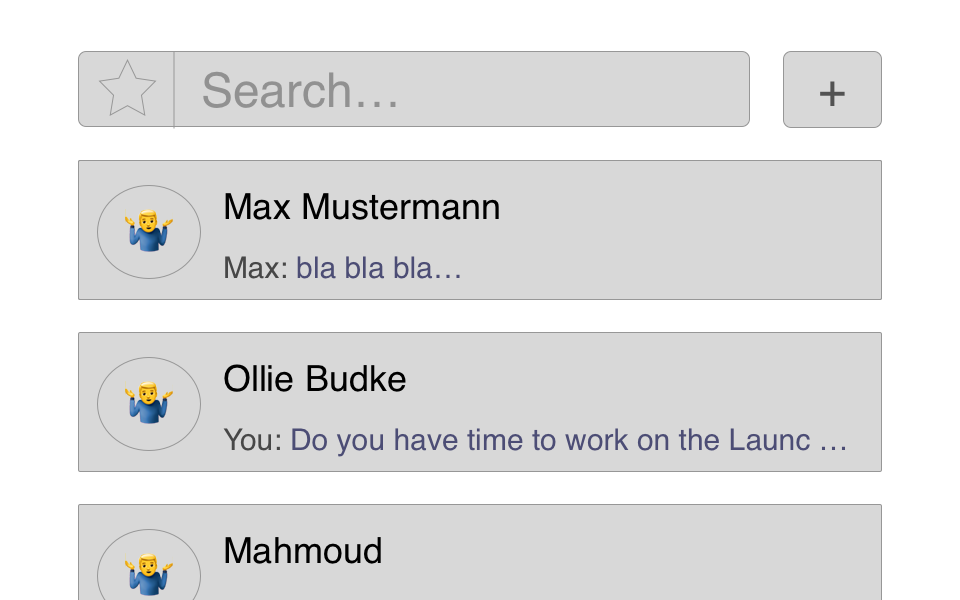 Search…
+
Max Mustermann
Max: bla bla bla…
Ollie Budke
You: Do you have time to work on the Launc …
Mahmoud